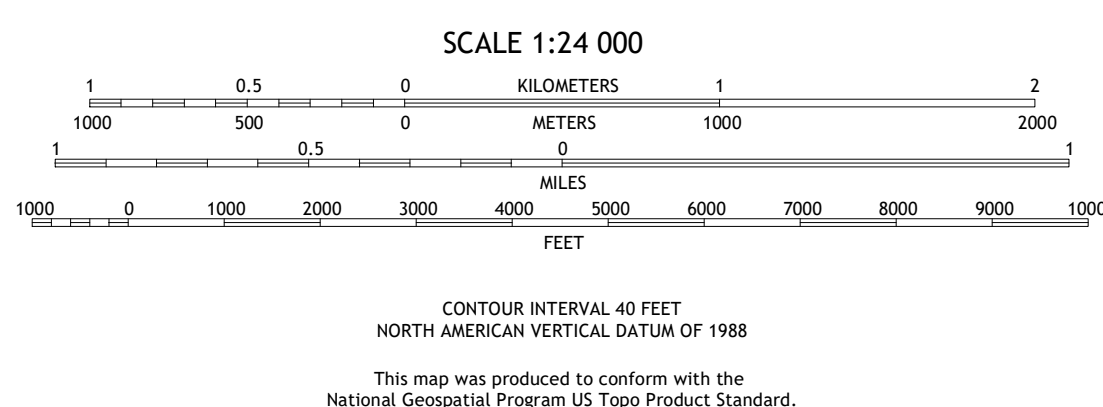 SCALE 1:24 000
1 0.5 0 KILOMETERS 1 2
1000 500 0 METERS 1000 2000
1 0.5 0 1
MILES
1000 0 1000 2000 3000 4000 5000 6000 7000 8000 9000 1000
FEET
CONTOUR INTERVAL 40 FEET
NORTH AMERICAN VERTICAL DATUM OF 1988
This map was produced to conform with the
National Geospatial Program US Topo Product Standard.